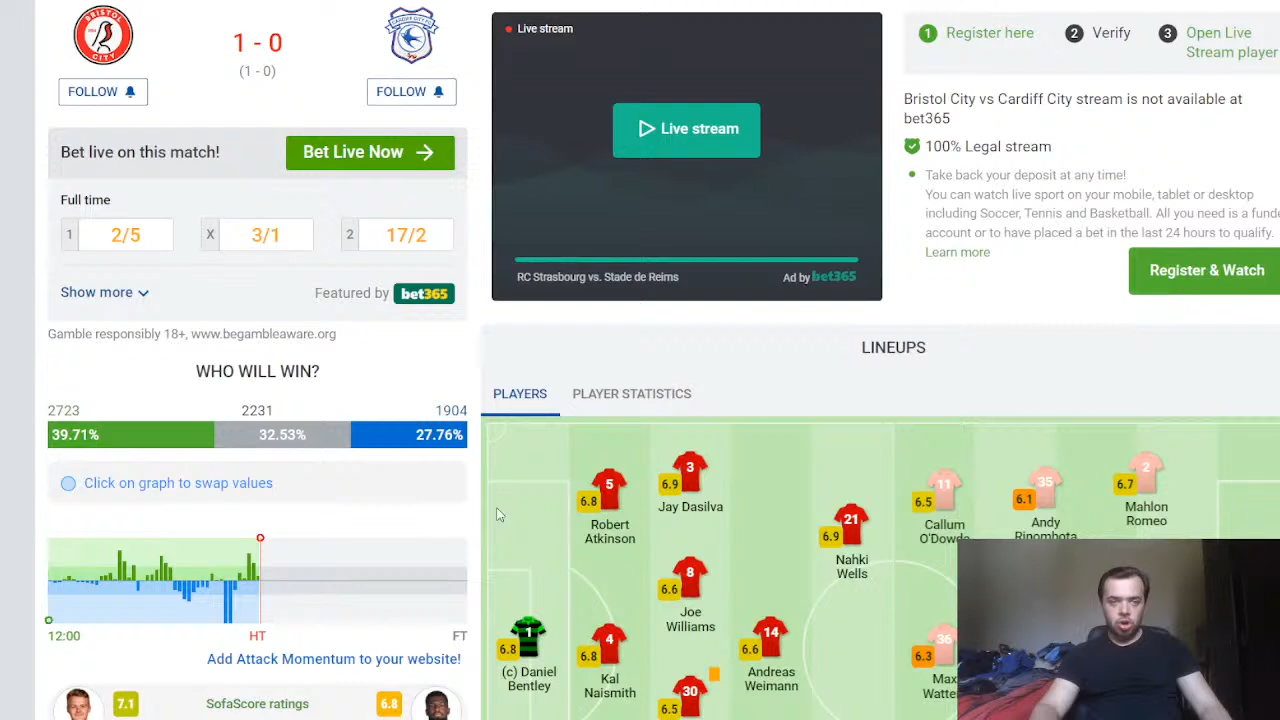 BRISTOL CITY
1 - 0
(1 - 0)
FOLLOW
FOLLOW
Bet live on this match!
Bet Live Now
Full time
1
2/5
X
3/1
2
17/2
Show more
Featured by bet365
Gamble responsibly 18+, www.begambleaware.org
WHO WILL WIN?
2723
2231
1904
39.71%
32.53%
27.76%
Click on graph to swap values
12:00
HT
FT
Add Attack Momentum to your website!
7.1
SofaScore ratings
6.8
Live stream
Live stream
RC Strasbourg vs. Stade de Reims
Ad by bet365
1 Register here
2 Verify
3 Open Live
Stream player
Bristol City vs Cardiff City stream is not available at
bet365
100% Legal stream
Take back your deposit at any time!
You can watch live sport on your mobile, tablet or desktop
including Soccer, Tennis and Basketball. All you need is a funde
account or to have placed a bet in the last 24 hours to qualify.
Learn more
Register & Watch
LINEUPS
PLAYERS
PLAYER STATISTICS
1
6.8
(c) Daniel
Bentley
5
6.8
Robert
Atkinson
4
6.8
Kal
Naismith
3
6.9
Jay Dasilva
8
6.6
Joe
Williams
30
6.5
14
6.6
Andreas
Weimann
21
6.9
Nahki
Wells
11
6.5
Callum
O'Dowda
36
6.3
Max
Watte
35
6.1
Andy
Rinomhota
2
6.7
Mahlon
Romeo